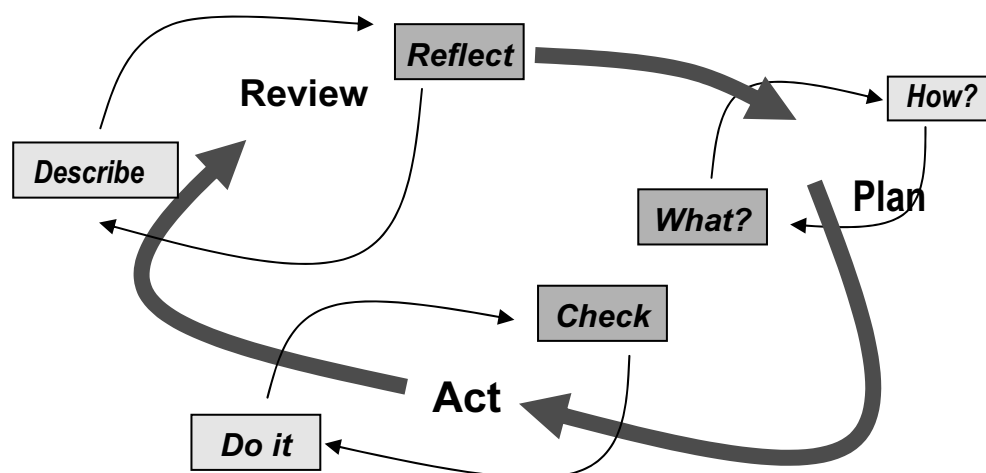 Reflect
Review
How?
Describe
Plan
What?
Check
Act
Do it